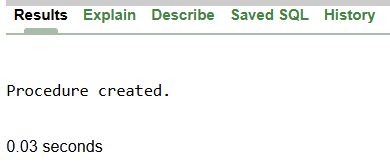 Results Explain Describe Saved SQL History
Procedure created.
0.03 seconds